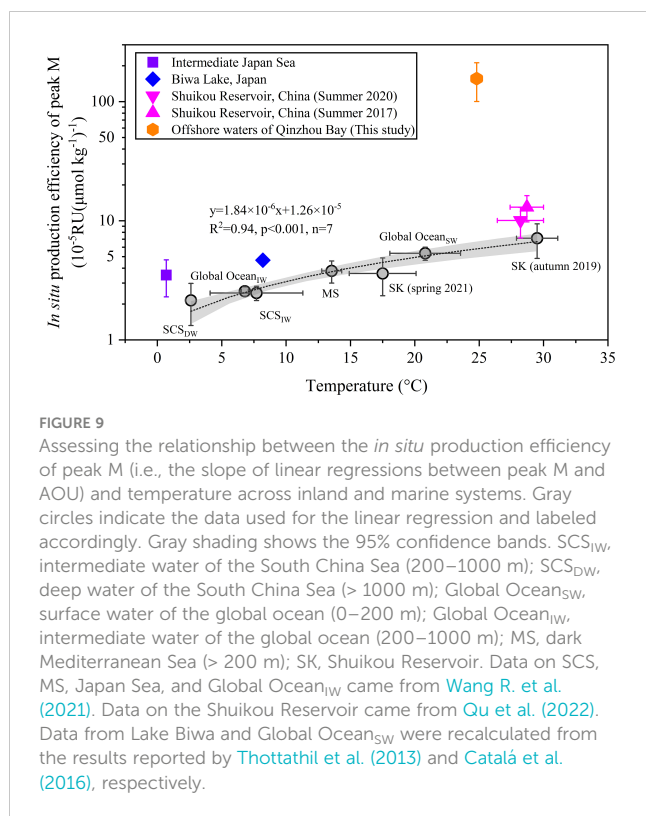 In situ production efficiency of peak M
(10⁻⁵RU(μmol kg⁻¹)⁻¹)
100
50
10
5
1
Intermediate Japan Sea
Biwa Lake, Japan
Shuikou Reservoir, China (Summer 2020)
Shuikou Reservoir, China (Summer 2017)
Offshore waters of Qinzhou Bay (This study)
y=1.84×10⁻⁶x+1.26×10⁻⁵
R²=0.94, p<0.001, n=7
Global Ocean_SW
Global Ocean_IW
SK (autumn 2019)
MS
SK (spring 2021)
SCS_IW
SCS_DW
0 5 10 15 20 25 30 35
Temperature (°C)
FIGURE 9
Assessing the relationship between the in situ production efficiency
of peak M (i.e., the slope of linear regressions between peak M and
AOU) and temperature across inland and marine systems. Gray
circles indicate the data used for the linear regression and labeled
accordingly. Gray shading shows the 95% confidence bands. SCS_IW,
intermediate water of the South China Sea (200–1000 m); SCS_DW,
deep water of the South China Sea (> 1000 m); Global Ocean_SW,
surface water of the global ocean (0–200 m); Global Ocean_IW,
intermediate water of the global ocean (200–1000 m); MS, dark
Mediterranean Sea (> 200 m); SK, Shuikou Reservoir. Data on SCS,
MS, Japan Sea, and Global Ocean_IW came from Wang R. et al.
(2021). Data on the Shuikou Reservoir came from Qu et al. (2022).
Data from Lake Biwa and Global Ocean_SW were recalculated from
the results reported by Thottathil et al. (2013) and Catalá et al.
(2016), respectively.